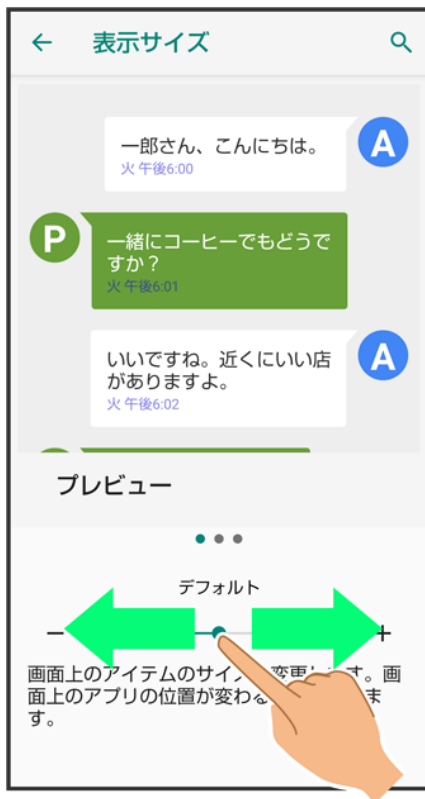 表示サイズ
一郎さん、こんにちは。
A
火 午後6:00
P
一緒にコーヒーでもどうで
すか？
火 午後6:01
いいですね。近くにいい店
がありますよ。
A
火 午後6:02
プレビュー
デフォルト
− +
画面上のアイテムのサイ 変更し す。画
面上のアプリの位置が変わる ま
す。